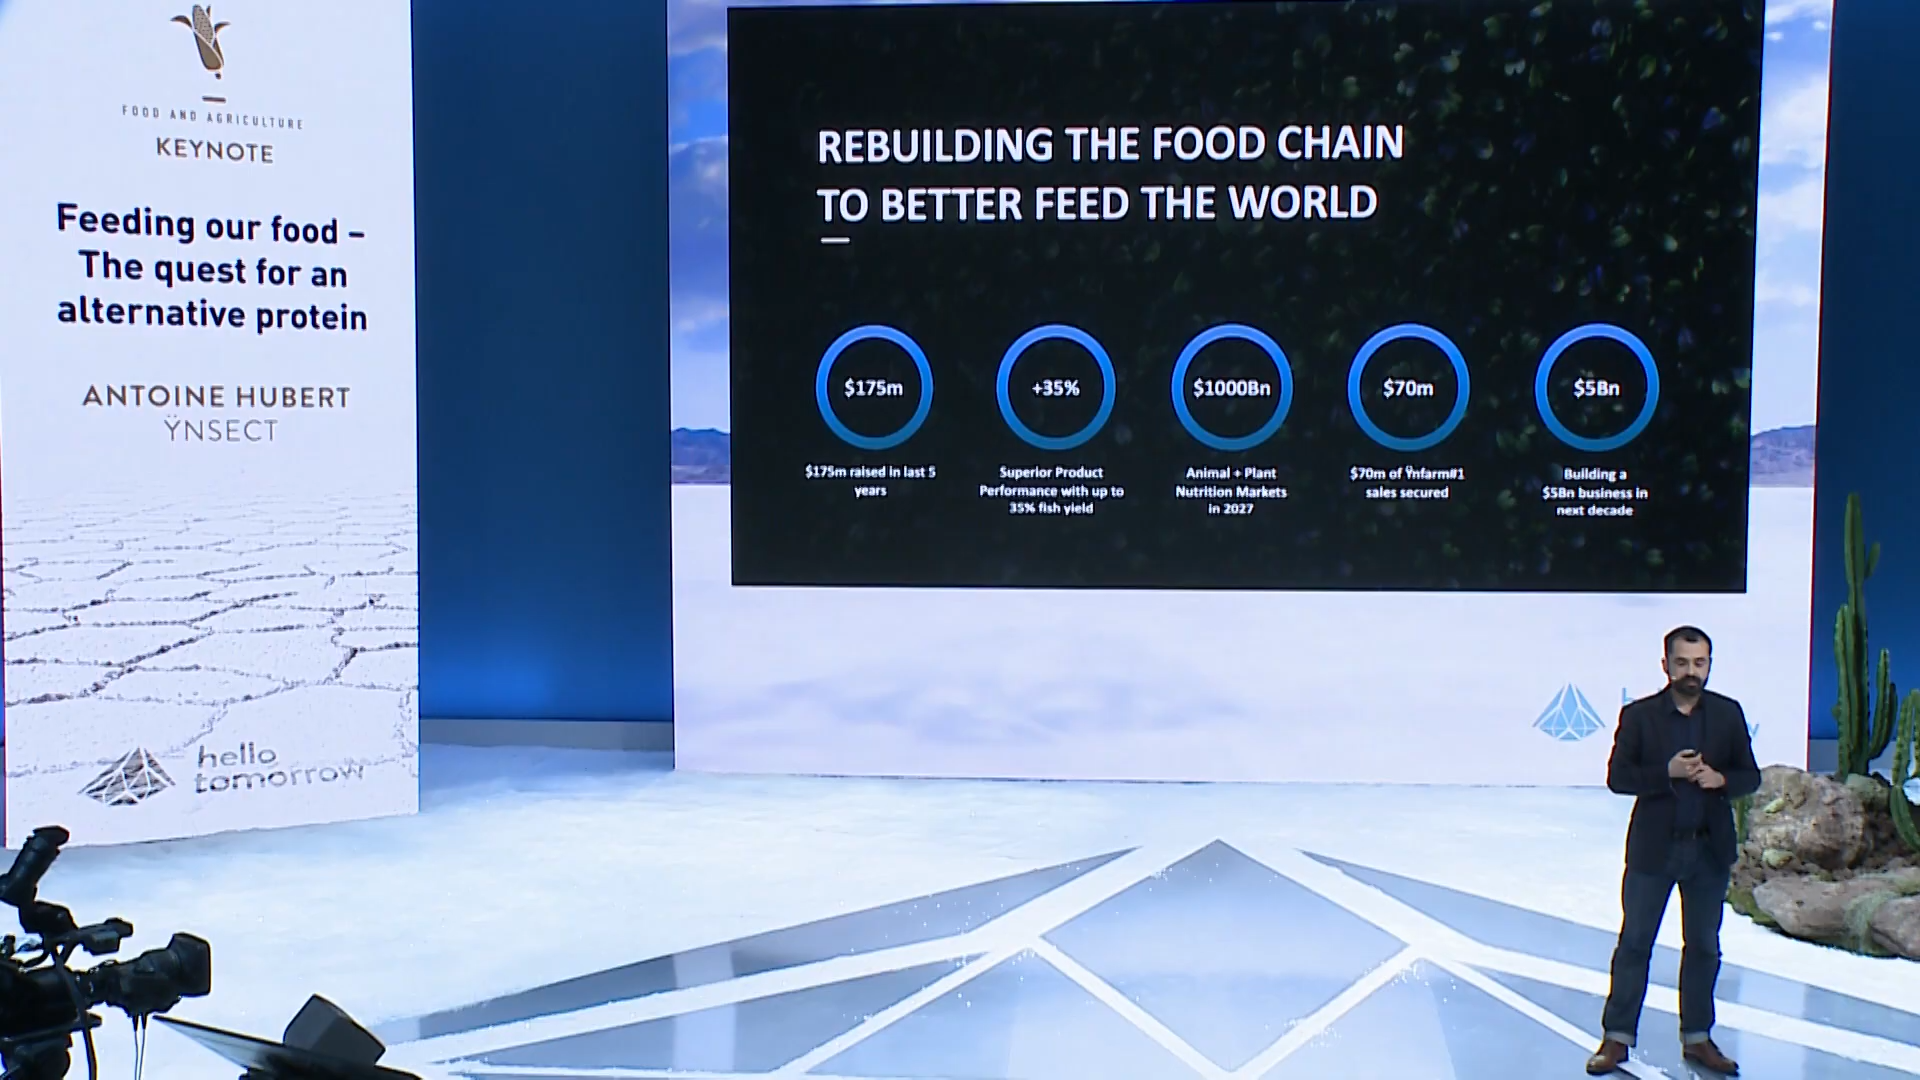 FOOD AND AGRICULTURE
KEYNOTE
Feeding our food –
The quest for an
alternative protein
ANTOINE HUBERT
ŸNSECT
hello
tomorrow
REBUILDING THE FOOD CHAIN
TO BETTER FEED THE WORLD
$175m
$175m raised in last 5
years
+35%
Superior Product
Performance with up to
35% fish yield
$1000Bn
Animal + Plant
Nutrition Markets
in 2027
$70m
$70m of Ÿnfarm#1
sales secured
$5Bn
Building a
$5Bn business in
next decade